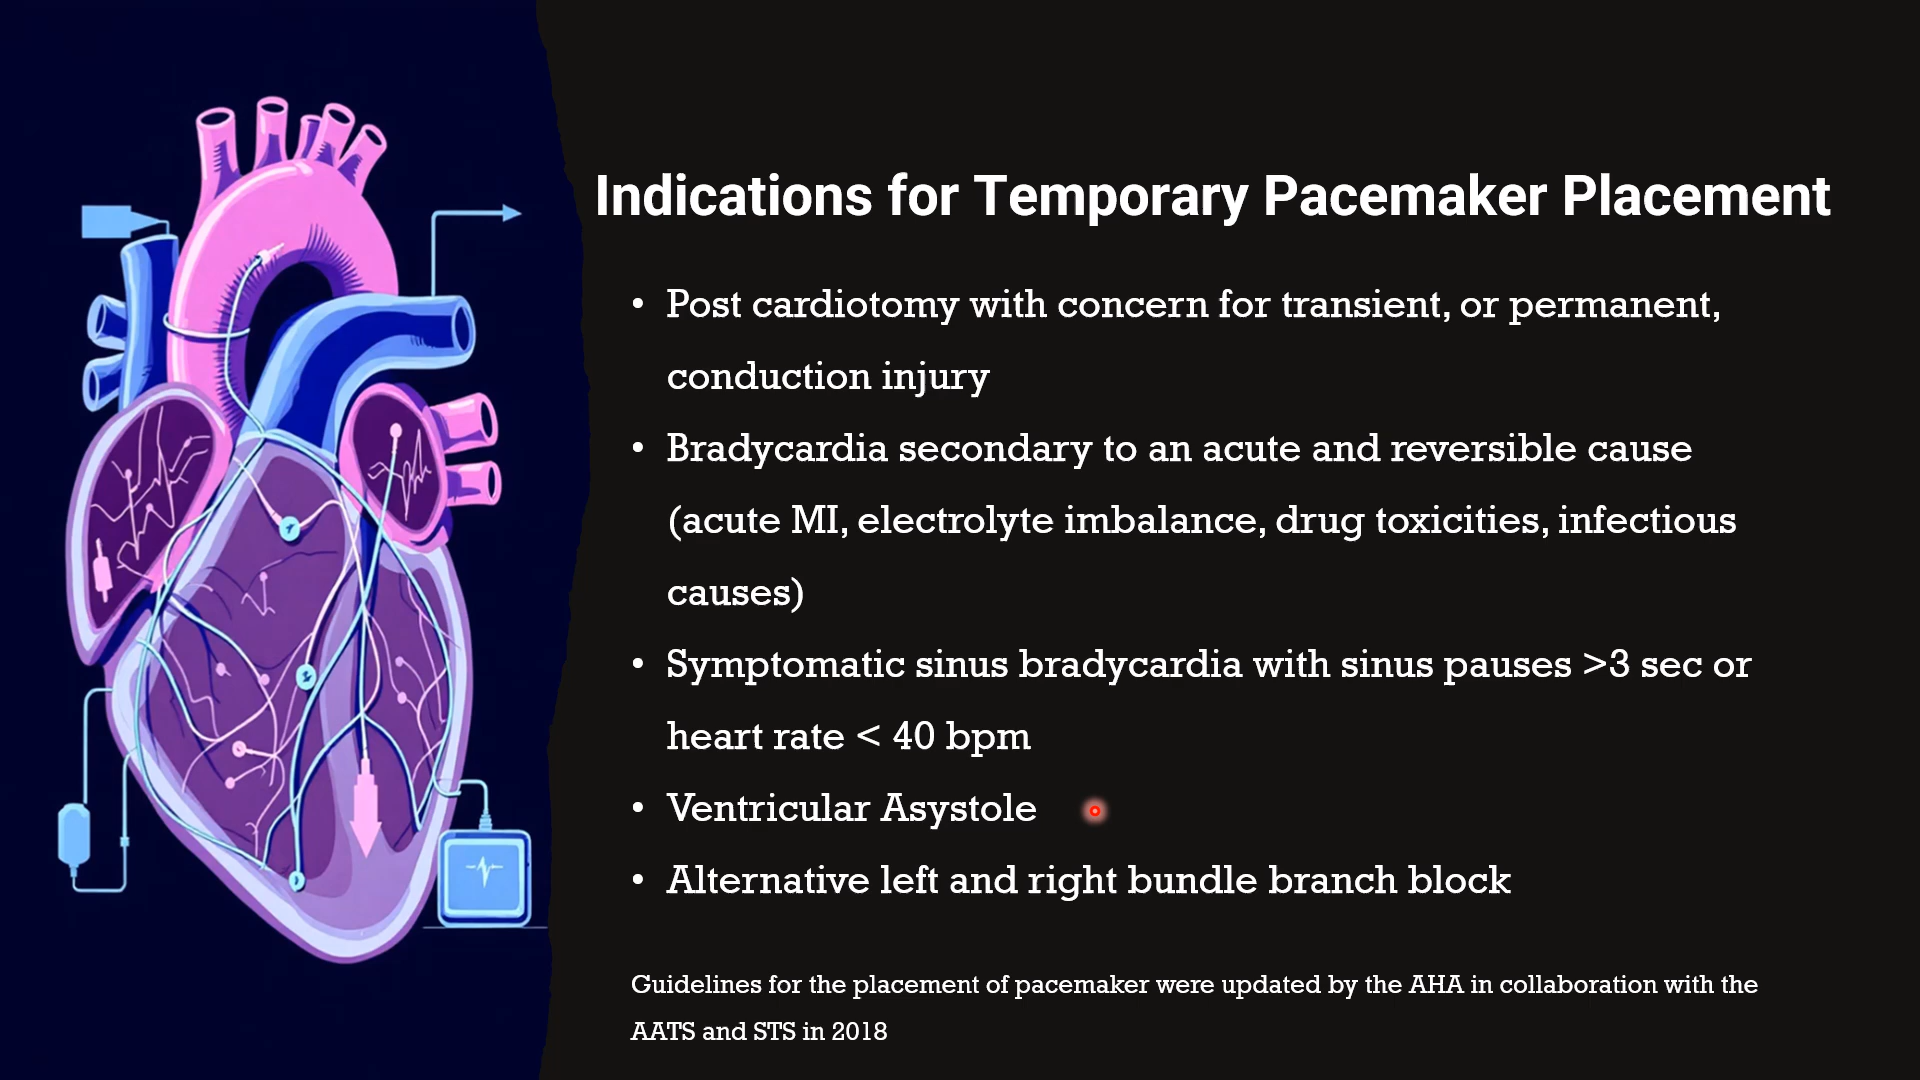 Indications for Temporary Pacemaker Placement
• Post cardiotomy with concern for transient, or permanent,
conduction injury
• Bradycardia secondary to an acute and reversible cause
(acute MI, electrolyte imbalance, drug toxicities, infectious
causes)
• Symptomatic sinus bradycardia with sinus pauses >3 sec or
heart rate < 40 bpm
• Ventricular Asystole
• Alternative left and right bundle branch block
Guidelines for the placement of pacemaker were updated by the AHA in collaboration with the
AATS and STS in 2018